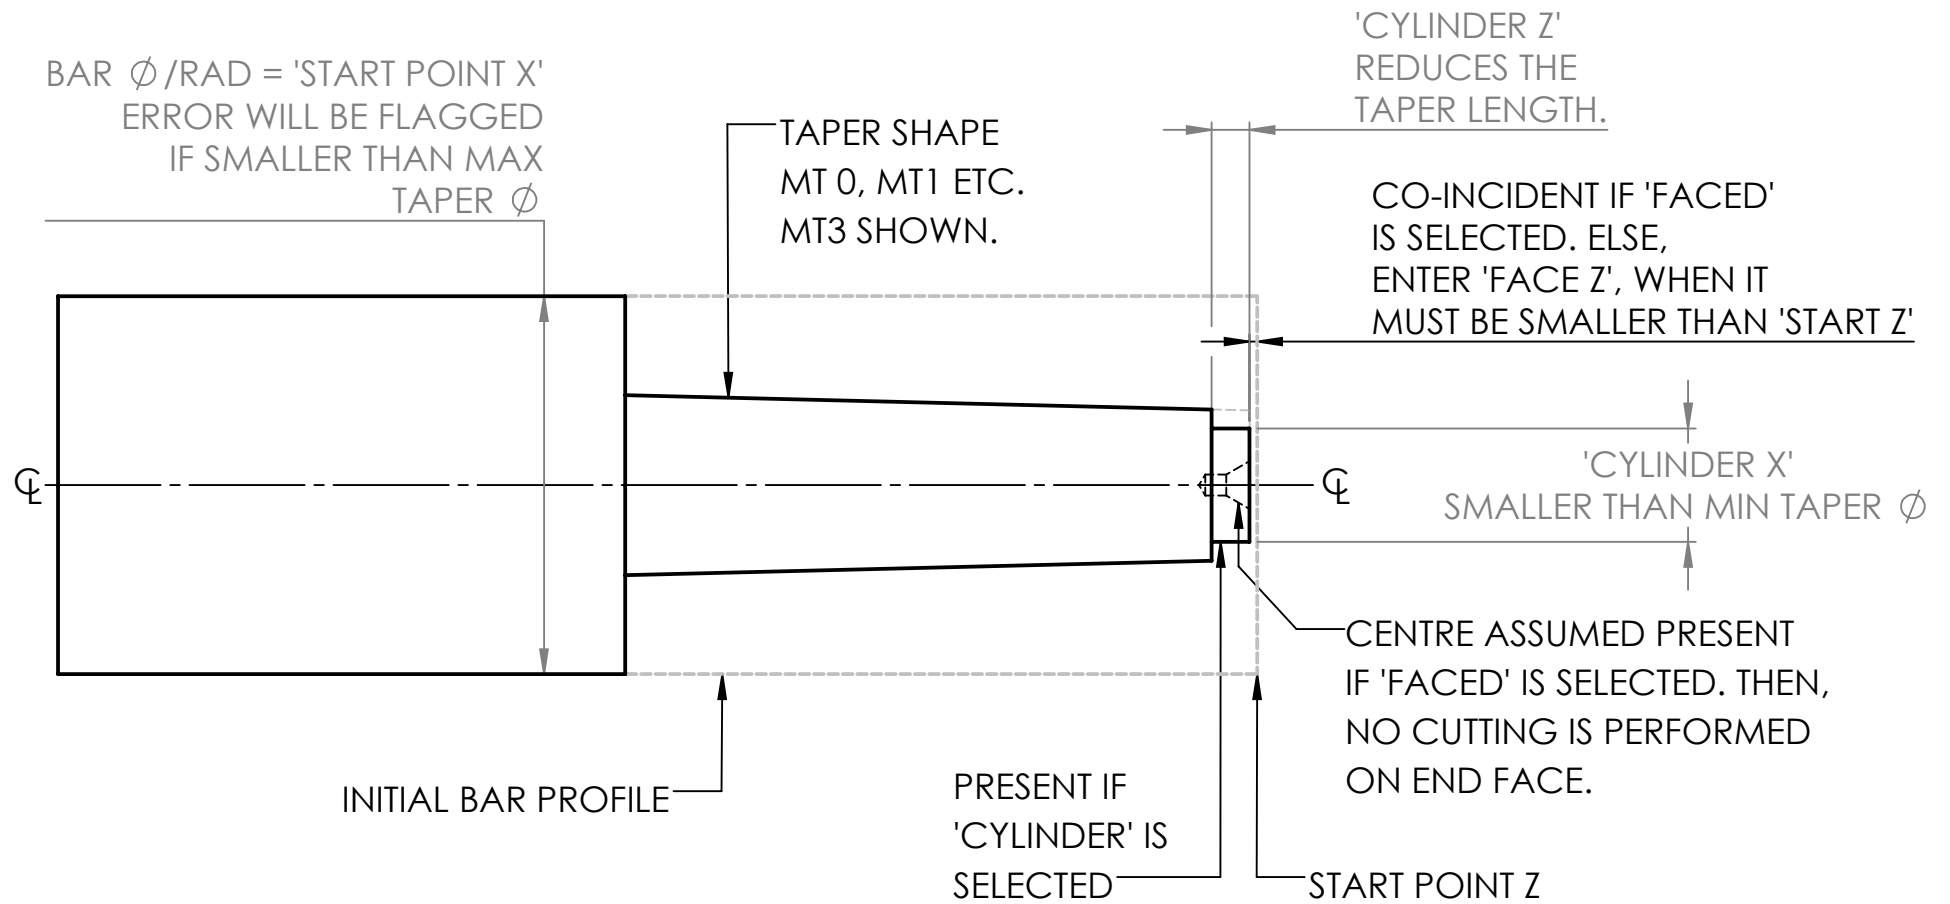 'CYLINDER Z'
REDUCES THE
TAPER LENGTH.
BAR ∅/RAD = 'START POINT X'
ERROR WILL BE FLAGGED
IF SMALLER THAN MAX
TAPER ∅
TAPER SHAPE
MT 0, MT1 ETC.
MT3 SHOWN.
CO-INCIDENT IF 'FACED'
IS SELECTED. ELSE,
ENTER 'FACE Z', WHEN IT
MUST BE SMALLER THAN 'START Z'
℄
℄
'CYLINDER X'
SMALLER THAN MIN TAPER ∅
CENTRE ASSUMED PRESENT
IF 'FACED' IS SELECTED. THEN,
NO CUTTING IS PERFORMED
ON END FACE.
INITIAL BAR PROFILE
PRESENT IF
'CYLINDER' IS
SELECTED
START POINT Z